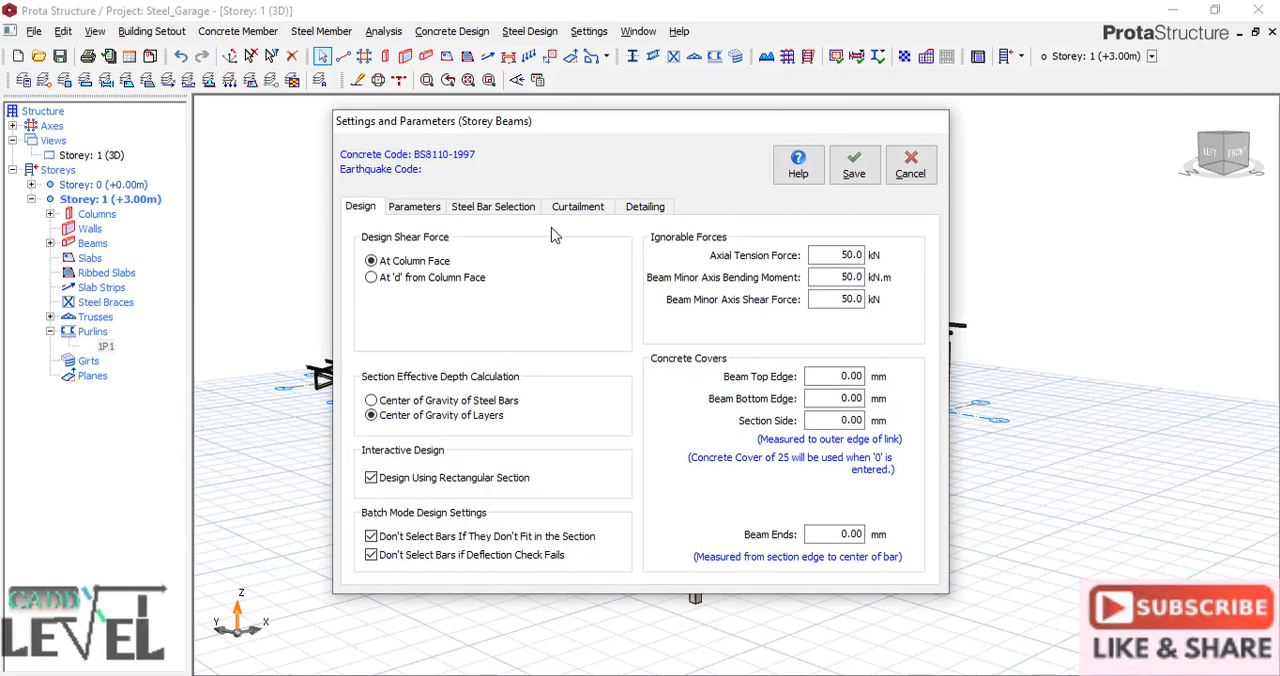 Prota Structure / Project: Steel_Garage - [Storey: 1 (3D)]
File Edit View Building Setout Concrete Member Steel Member Analysis Concrete Design Steel Design Settings Window Help
ProtaStructure
Storey: 1 (+3.00m)
Structure
Axes
Views
Storey: 1 (3D)
Storeys
Storey: 0 (+0.00m)
Storey: 1 (+3.00m)
Columns
Walls
Beams
Slabs
Ribbed Slabs
Slab Strips
Steel Braces
Trusses
Purlins
1P1
Girts
Planes
Settings and Parameters (Storey Beams)
Concrete Code: BS8110-1997
Earthquake Code:
Help Save Cancel
Design Parameters Steel Bar Selection Curtailment Detailing
Design Shear Force
At Column Face
At 'd' from Column Face
Section Effective Depth Calculation
Center of Gravity of Steel Bars
Center of Gravity of Layers
Interactive Design
Design Using Rectangular Section
Batch Mode Design Settings
Don't Select Bars If They Don't Fit in the Section
Don't Select Bars if Deflection Check Fails
Ignorable Forces
Axial Tension Force: 50.0 kN
Beam Minor Axis Bending Moment: 50.0 kN.m
Beam Minor Axis Shear Force: 50.0 kN
Concrete Covers
Beam Top Edge: 0.00 mm
Beam Bottom Edge: 0.00 mm
Section Side: 0.00 mm
(Measured to outer edge of link)
(Concrete Cover of 25 will be used when '0' is
entered.)
Beam Ends: 0.00 mm
(Measured from section edge to center of bar)
LEFT FRONT
Z
Y X
CADD
LEVEL
SUBSCRIBE
LIKE & SHARE